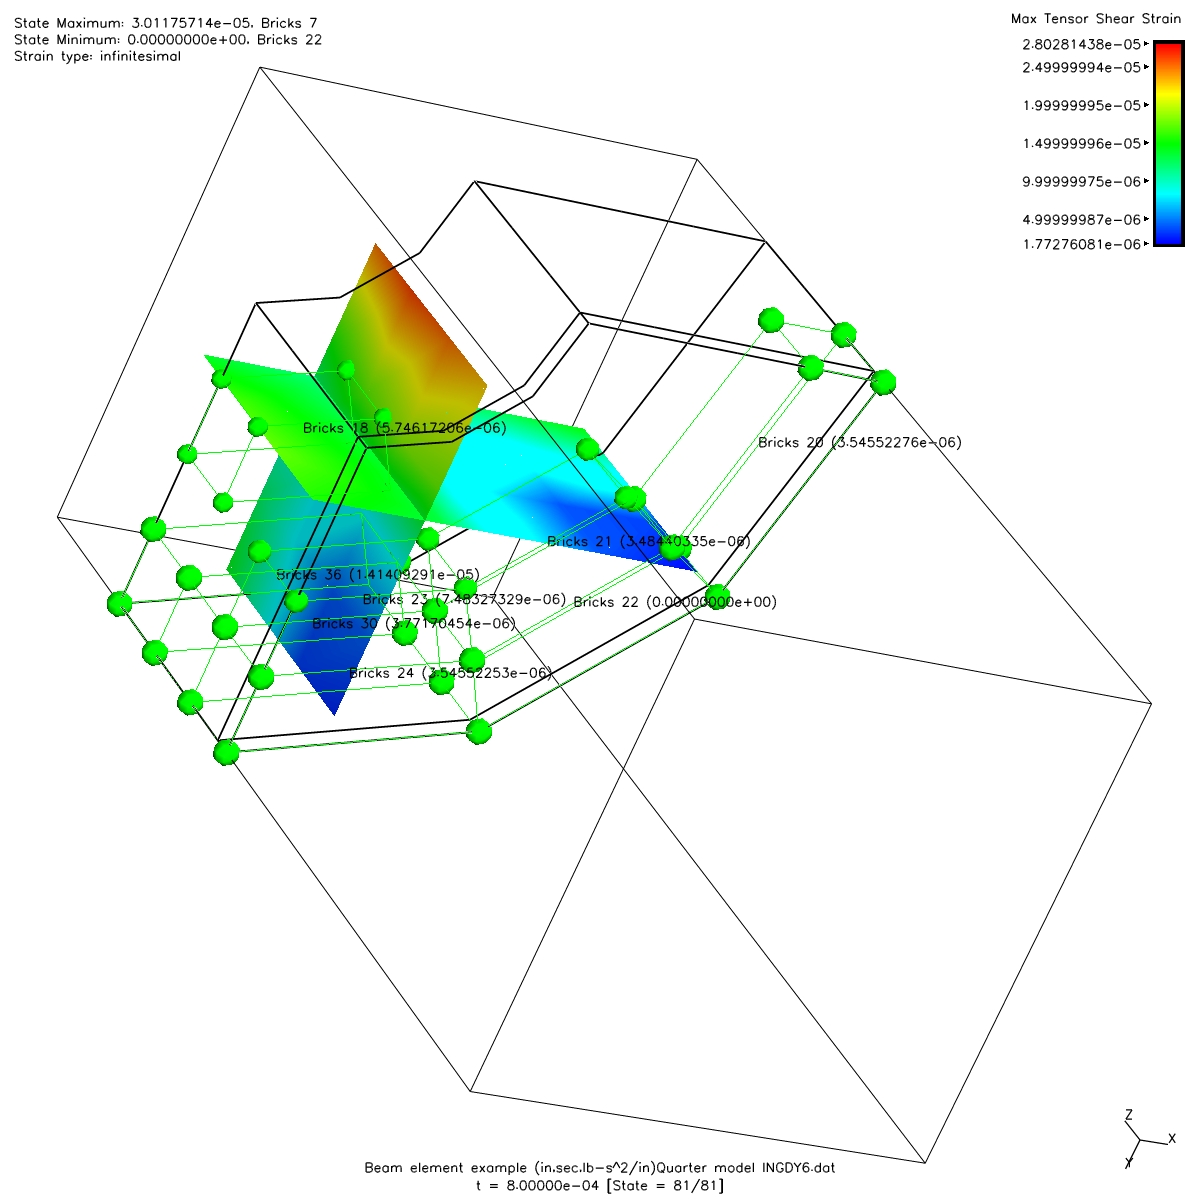 State Maximum: 3.01175714e-05, Bricks 7
State Minimum: 0.00000000e+00, Bricks 22
Strain type: infinitesimal
Max Tensor Shear Strain
2.80281438e-05
2.49999994e-05
1.99999995e-05
1.49999996e-05
9.99999975e-06
4.99999987e-06
1.77276081e-06
Bricks 18 (5.74617206e-06)
Bricks 20 (3.54552276e-06)
Bricks 21 (3.48440335e-06)
Bricks 36 (1.41409291e-05)
Bricks 23 (7.48327329e-06)
Bricks 22 (0.00000000e+00)
Bricks 30 (3.77170454e-06)
Bricks 24 (3.54552253e-06)
Z
X
Y
Beam element example (in.sec.lb-s^2/in)Quarter model INGDY6.dat
t = 8.00000e-04 [State = 81/81]